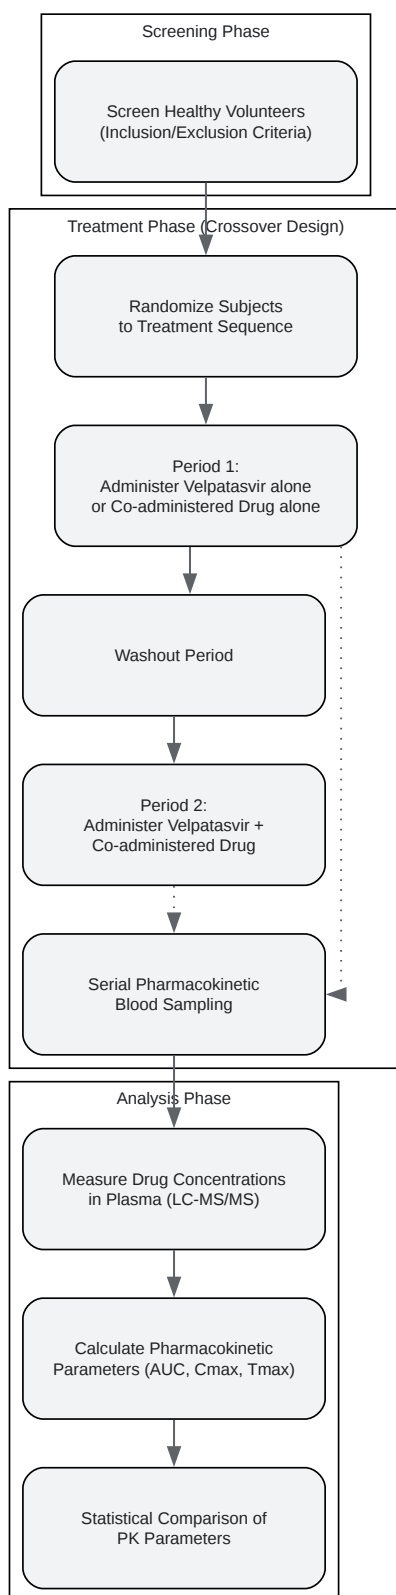 Screening Phase
Screen Healthy Volunteers
(Inclusion/Exclusion Criteria)
Treatment Phase (Crossover Design)
Randomize Subjects
to Treatment Sequence
Period 1:
Administer Velpatasvir alone
or Co-administered Drug alone
Washout Period
Period 2:
Administer Velpatasvir +
Co-administered Drug
Serial Pharmacokinetic
Blood Sampling
Analysis Phase
Measure Drug Concentrations
in Plasma (LC-MS/MS)
Calculate Pharmacokinetic
Parameters (AUC, Cmax, Tmax)
Statistical Comparison of
PK Parameters